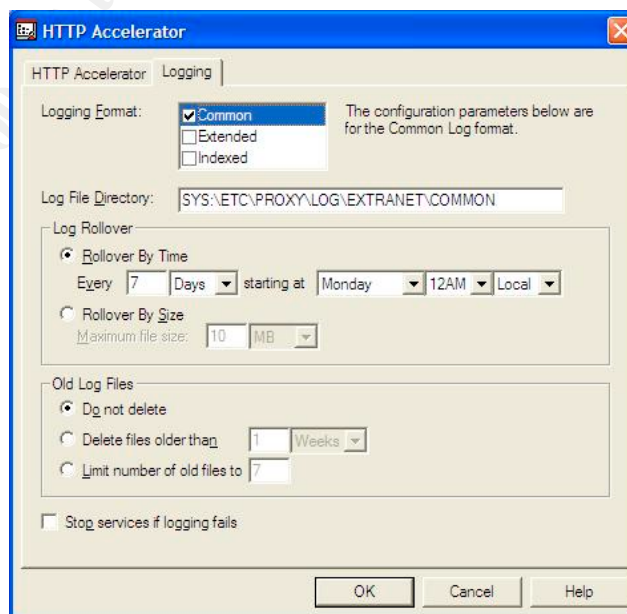 HTTP Accelerator
HTTP Accelerator Logging
Logging Format:
Common
Extended
Indexed
The configuration parameters below are
for the Common Log format.
Log File Directory: SYS:\ETC\PROXY\LOG\EXTRANET\COMMON
Log Rollover
Rollover By Time
Every 7 Days starting at Monday 12AM Local
Rollover By Size
Maximum file size: 10 MB
Old Log Files
Do not delete
Delete files older than 1 Weeks
Limit number of old files to 7
Stop services if logging fails
OK Cancel Help